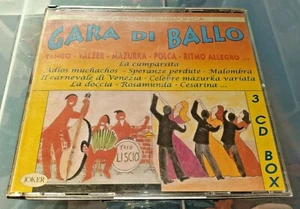 GARA DI BALLO
TANGO - VALZER - MAZURKA - POLCA - RITMO ALLEGRO ...
La cumparsita
Adios muchachos - Speranze perdute - Malombra
Il carnevale di Venezia - Celebre mazurka variata
La doccia - Rosamunda - Cesarina ...
LISCIO
3 CD BOX
JOKER